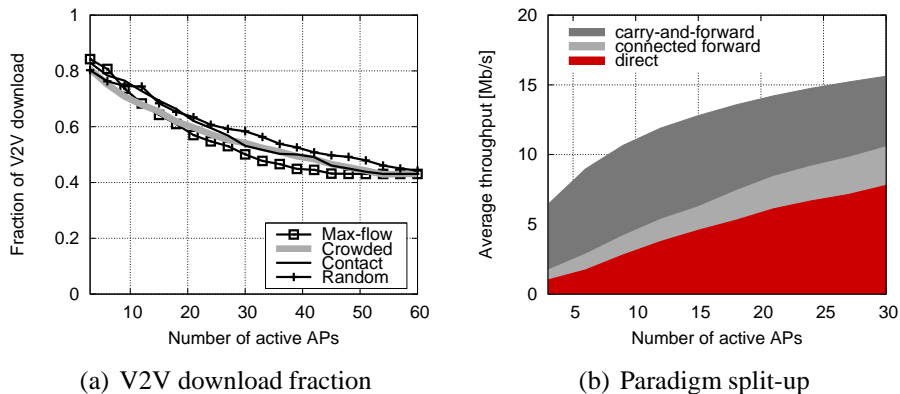 1
0.8
0.6
0.4
0.2
0
Fraction of V2V download
10 20 30 40 50 60
Number of active APs
Max-flow
Crowded
Contact
Random
(a) V2V download fraction
20
15
10
5
0
Average throughput [Mb/s]
5 10 15 20 25 30
Number of active APs
carry-and-forward
connected forward
direct
(b) Paradigm split-up